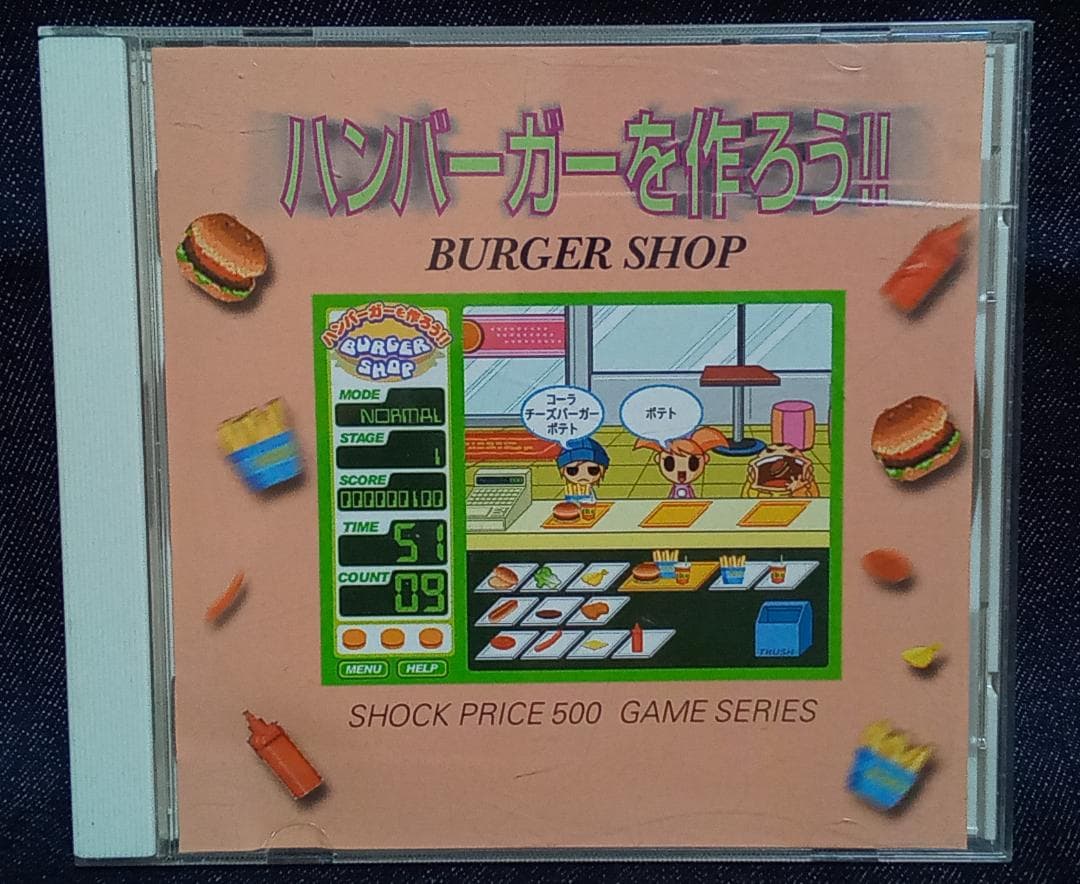 ハンバーガーを作ろう!!
BURGER SHOP
ハンバーガーを作ろう!!
BURGER
SHOP
MODE
NORMAL
STAGE
1
SCORE
000000100
TIME
51
COUNT
09
MENU HELP
コーラ
チーズバーガー
ポテト
ポテト
TRUSH
SHOCK PRICE 500 GAME SERIES